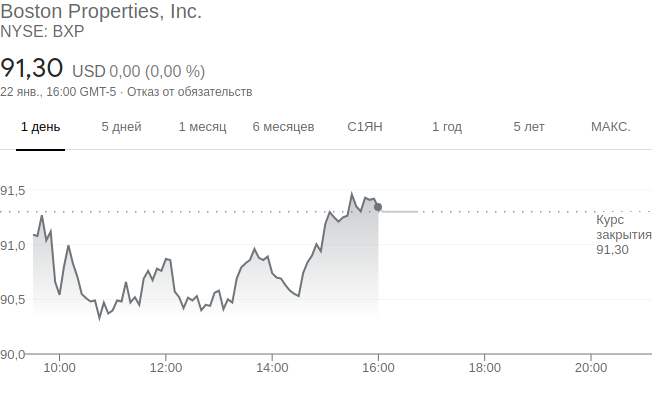 Boston Properties, Inc.
NYSE: BXP
91,30 USD 0,00 (0,00 %)
22 янв., 16:00 GMT-5 · Отказ от обязательств
1 день 5 дней 1 месяц 6 месяцев С1ЯН 1 год 5 лет МАКС.
91,5
Курс
закрытия
91,30
91,0
90,5
90,0
10:00 12:00 14:00 16:00 18:00 20:00